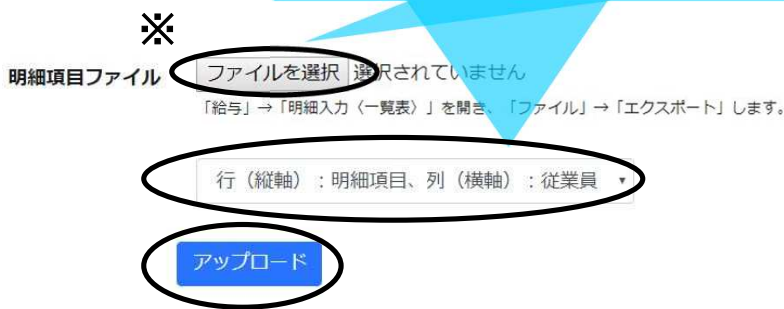 ※
明細項目ファイル ファイルを選択 選択されていません
「給与」→「明細入力〈一覧表〉」を開き、「ファイル」→「エクスポート」します。
行（縦軸）：明細項目、列（横軸）：従業員
アップロード